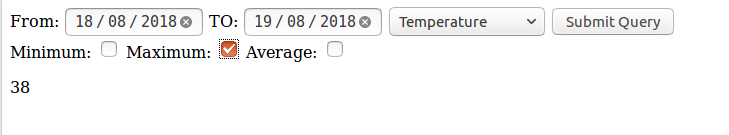 From: 18/08/2018 TO: 19/08/2018 Temperature Submit Query
Minimum: Maximum: Average:
38